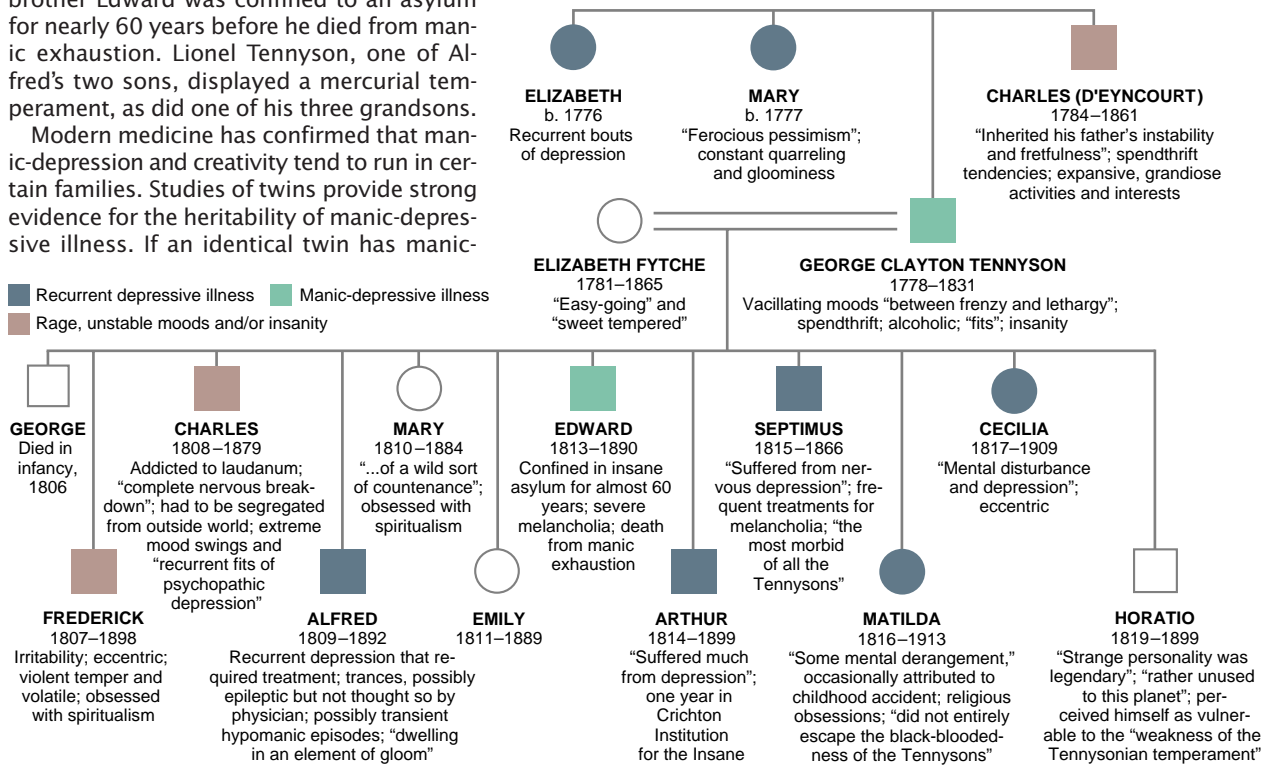 brother Edward was confined to an asylum
for nearly 60 years before he died from man-
ic exhaustion. Lionel Tennyson, one of Al-
fred's two sons, displayed a mercurial tem-
perament, as did one of his three grandsons.
Modern medicine has confirmed that man-
ic-depression and creativity tend to run in cer-
tain families. Studies of twins provide strong
evidence for the heritability of manic-depres-
sive illness. If an identical twin has manic-
ELIZABETH
b. 1776
Recurrent bouts
of depression
MARY
b. 1777
“Ferocious pessimism”;
constant quarreling
and gloominess
CHARLES (D'EYNCOURT)
1784–1861
“Inherited his father’s instability
and fretfulness”; spendthrift
tendencies; expansive, grandiose
activities and interests
ELIZABETH FYTCHE
1781–1865
“Easy-going” and
“sweet tempered”
GEORGE CLAYTON TENNYSON
1778–1831
Vacillating moods “between frenzy and lethargy”;
spendthrift; alcoholic; “fits”; insanity
Recurrent depressive illness
Manic-depressive illness
Rage, unstable moods and/or insanity
GEORGE
Died in
infancy,
1806
CHARLES
1808–1879
Addicted to laudanum;
“complete nervous break-
down”; had to be segregated
from outside world; extreme
mood swings and
“recurrent fits of
psychopathic
depression”
MARY
1810–1884
“...of a wild sort
of countenance”;
obsessed with
spiritualism
EDWARD
1813–1890
Confined in insane
asylum for almost 60
years; severe
melancholia; death
from manic
exhaustion
SEPTIMUS
1815–1866
“Suffered from ner-
vous depression”; fre-
quent treatments for
melancholia; “the
most morbid
of all the
Tennysons”
CECILIA
1817–1909
“Mental disturbance
and depression”;
eccentric
FREDERICK
1807–1898
Irritability; eccentric;
violent temper and
volatile; obsessed
with spiritualism
ALFRED
1809–1892
Recurrent depression that re-
quired treatment; trances, possibly
epileptic but not thought so by
physician; possibly transient
hypomanic episodes; “dwelling
in an element of gloom”
EMILY
1811–1889
ARTHUR
1814–1899
“Suffered much
from depression”;
one year in
Crichton
Institution
for the Insane
MATILDA
1816–1913
“Some mental derangement,”
occasionally attributed to
childhood accident; religious
obsessions; “did not entirely
escape the black-blooded-
ness of the Tennysons”
HORATIO
1819–1899
“Strange personality was
legendary”; “rather unused
to this planet”; per-
ceived himself as vulner-
able to the “weakness of the
Tennysonian temperament”